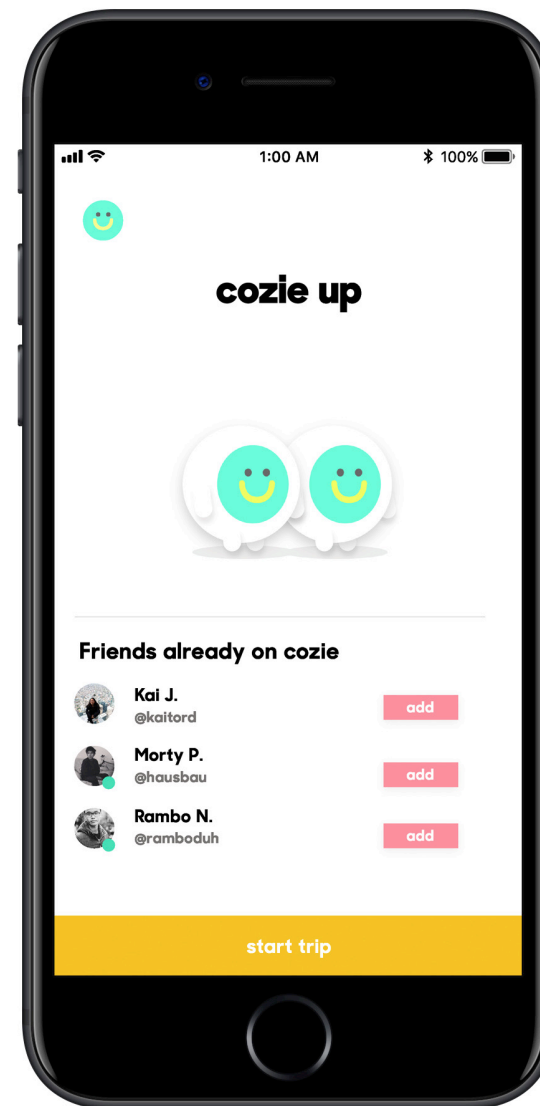 1:00 AM
100%
cozie up
Friends already on cozie
Kai J.
@kaitord
add
Morty P.
@hausbau
add
Rambo N.
@ramboduh
add
start trip